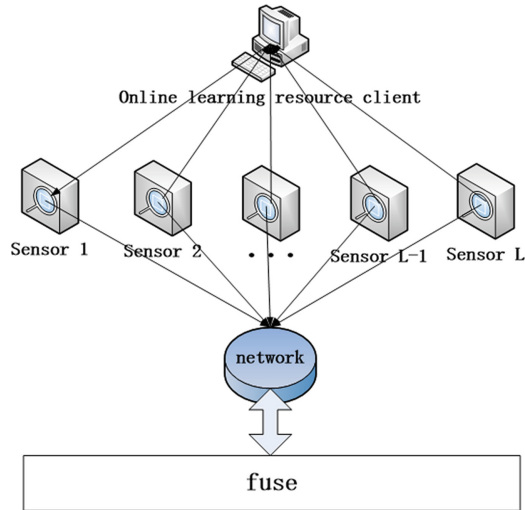 Online learning resource client
Sensor 1
Sensor 2
...
Sensor L-1
Sensor L
network
fuse